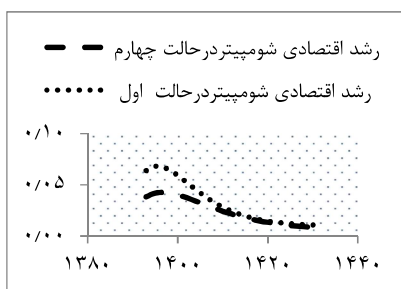 رشد اقتصادی شومپیتردرحالت چهارم
رشد اقتصادی شومپیتردرحالت اول
۰/۱۰
۰/۰۵
۰/۰۰
۱۳۸۰ ۱۴۰۰ ۱۴۲۰ ۱۴۴۰